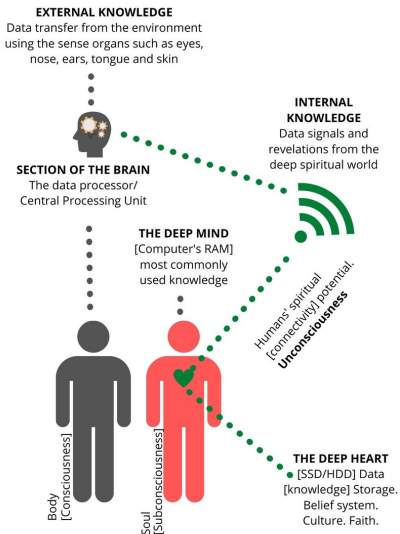 EXTERNAL KNOWLEDGE
Data transfer from the environment
using the sense organs such as eyes,
nose, ears, tongue and skin
INTERNAL
KNOWLEDGE
Data signals and
revelations from the
deep spiritual world
SECTION OF THE BRAIN
The data processor/
Central Processing Unit
THE DEEP MIND
[Computer's RAM]
most commonly
used knowledge
Humans' spiritual
[connectivity] potential.
Unconsciousness
Body
[Consciousness]
Soul
[Subconsciousness]
THE DEEP HEART
[SSD/HDD] Data
[knowledge] Storage.
Belief system.
Culture. Faith.